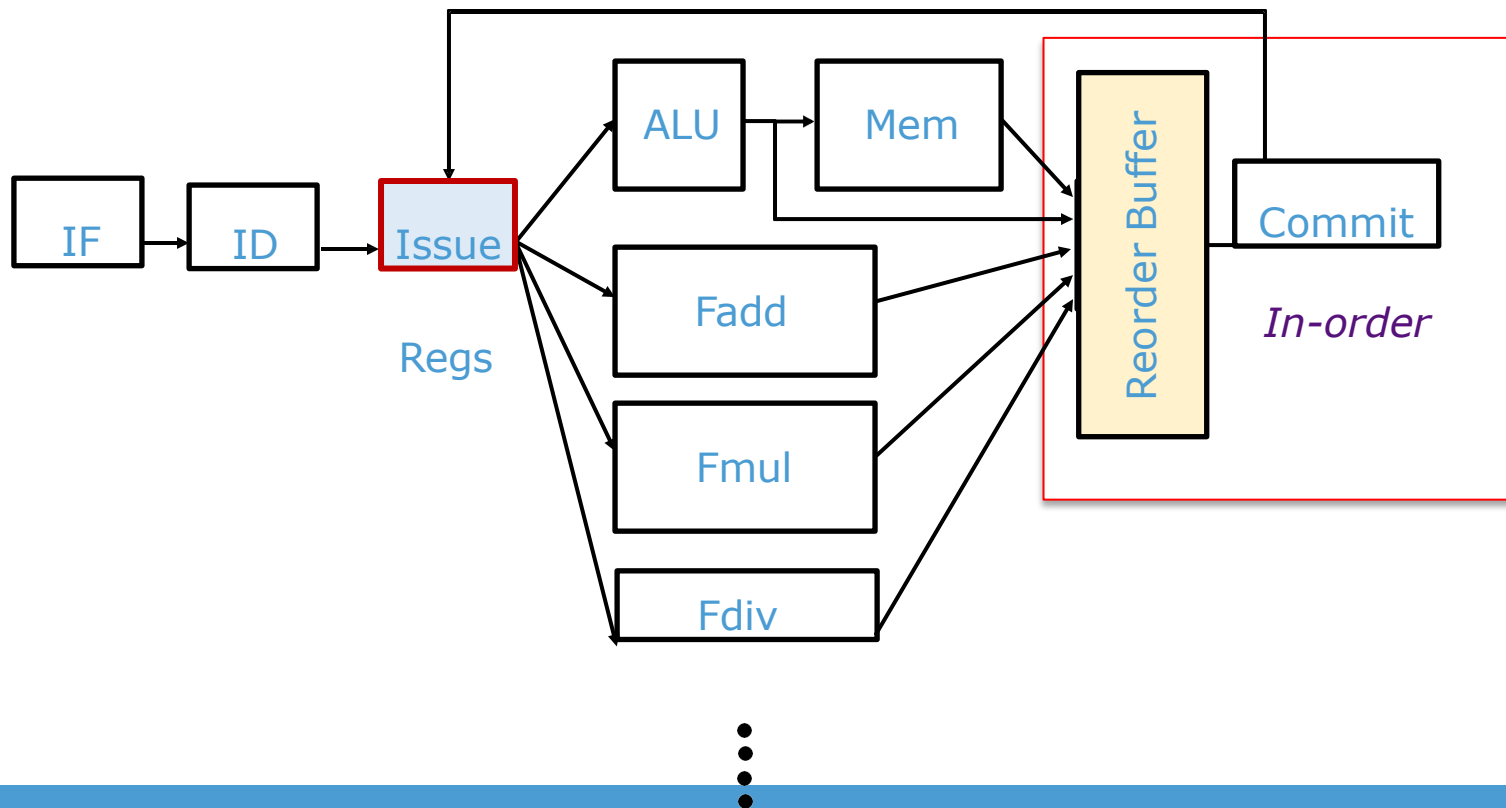 IF
ID
Issue
Regs
ALU
Mem
Fadd
Fmul
Fdiv
Reorder Buffer
Commit
In-order